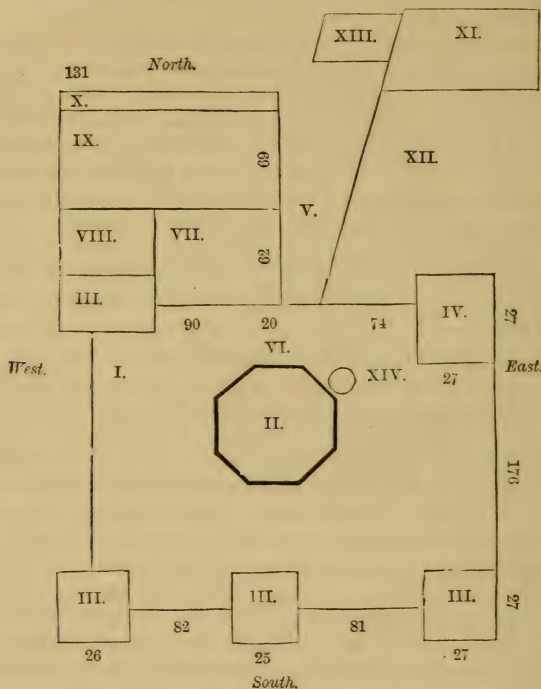 XIII. XI.
North.
131
X.
IX. 69 XII.
V.
VIII. VII. 62
III. IV. 27
90 20 74
VI.
West. I. XIV. 27 East.
II.
176
III. III. III. 27
82 81
26 25 27
South.